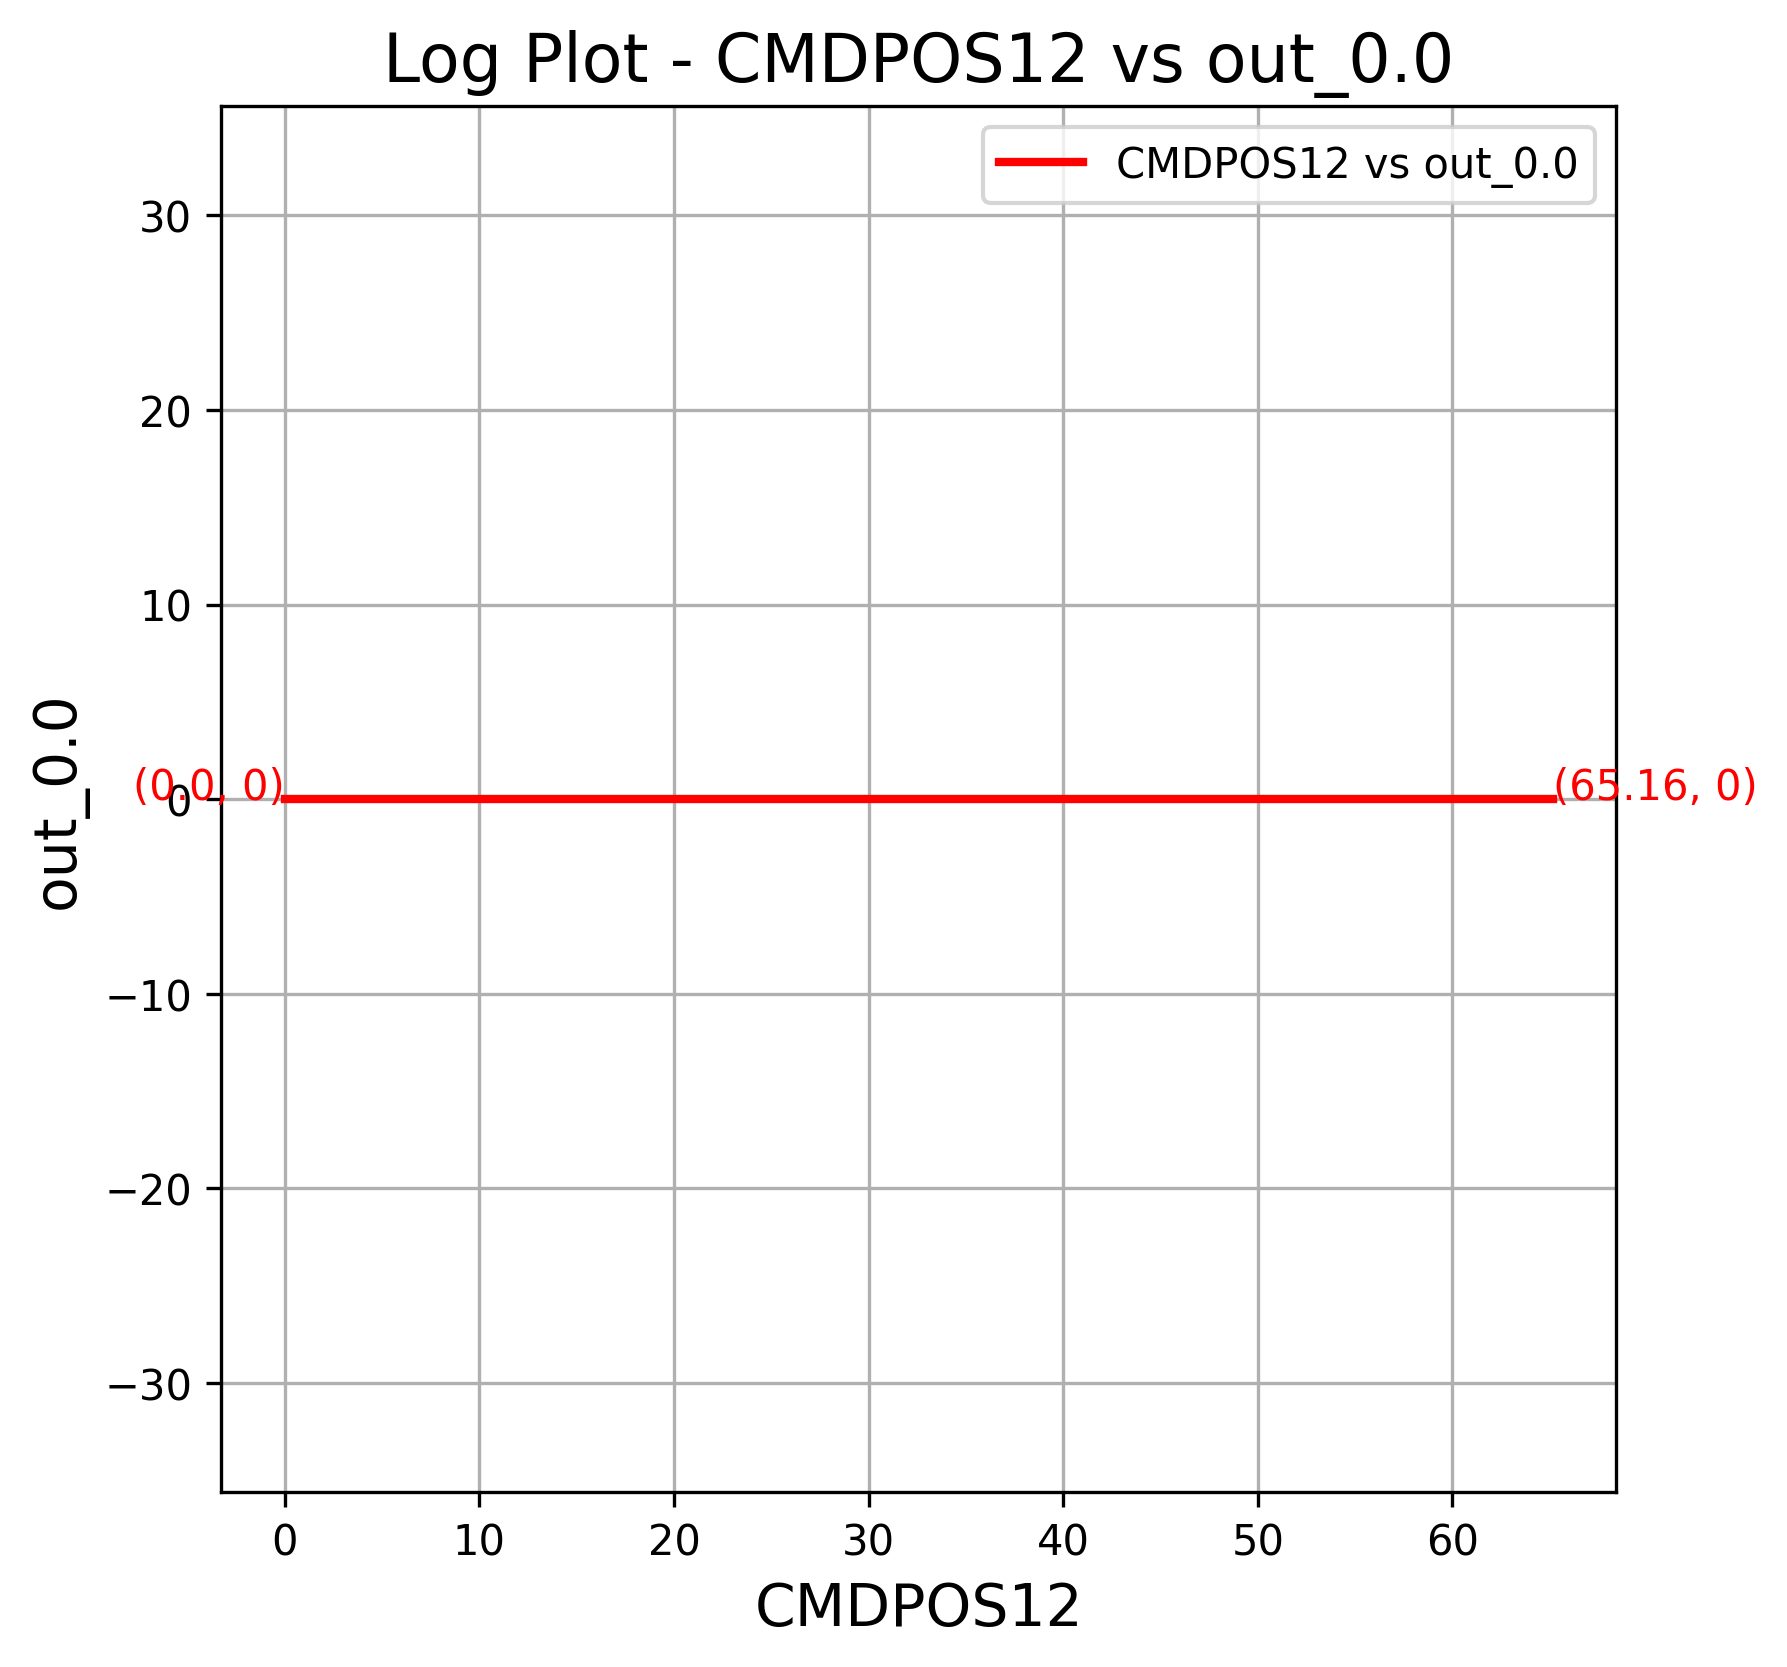 Log Plot - CMDPOS12 vs out_0.0
CMDPOS12 vs out_0.0
30
20
10
0
−10
−20
−30
out_0.0
(0.0, 0)
(65.16, 0)
0 10 20 30 40 50 60
CMDPOS12